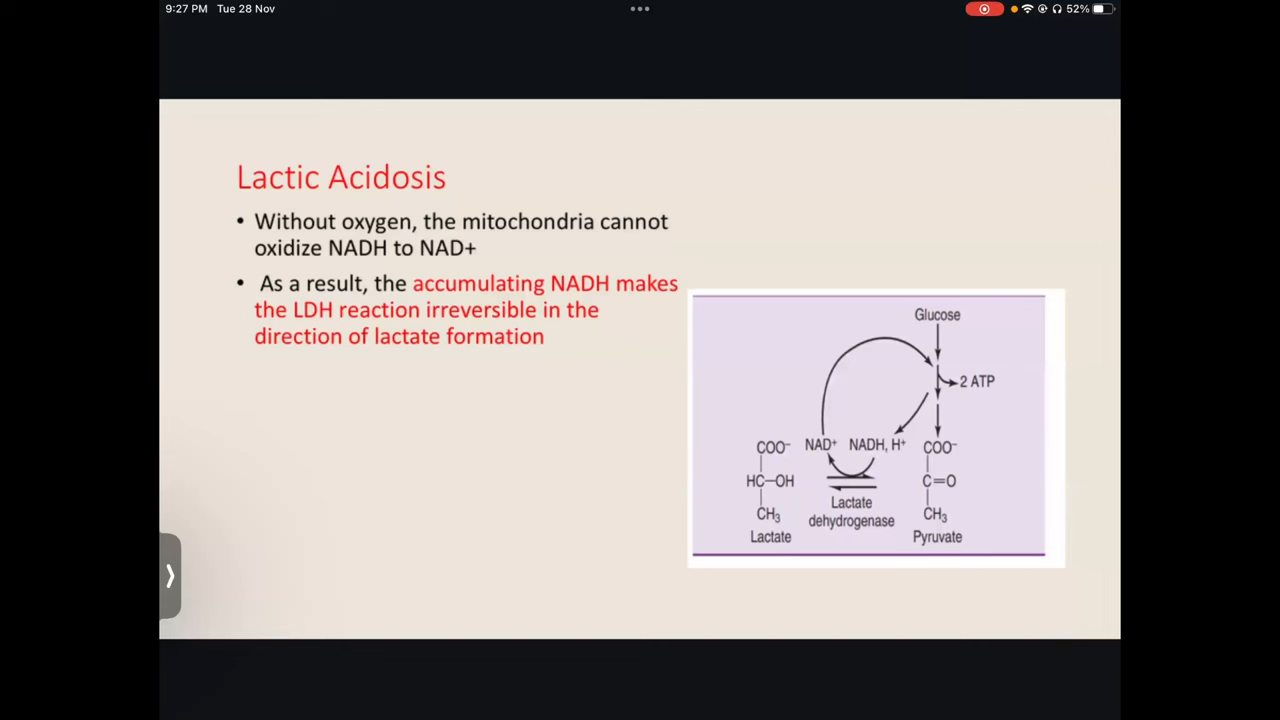 9:27 PM Tue 28 Nov
52%
Lactic Acidosis
• Without oxygen, the mitochondria cannot
oxidize NADH to NAD+
• As a result, the accumulating NADH makes
the LDH reaction irreversible in the
direction of lactate formation
Glucose
2 ATP
COO⁻ NAD⁺ NADH, H⁺ COO⁻
HC–OH C=O
Lactate
dehydrogenase
CH₃ CH₃
Lactate Pyruvate